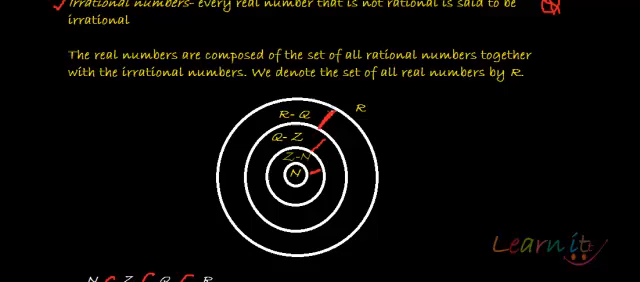 Irrational numbers- every real number that is not rational is said to be
irrational
The real numbers are composed of the set of all rational numbers together
with the irrational numbers. We denote the set of all real numbers by R.
R
R- Q
Q- Z
Z-N
N
Learnit
N ⊂ Z ⊂ Q ⊂ R